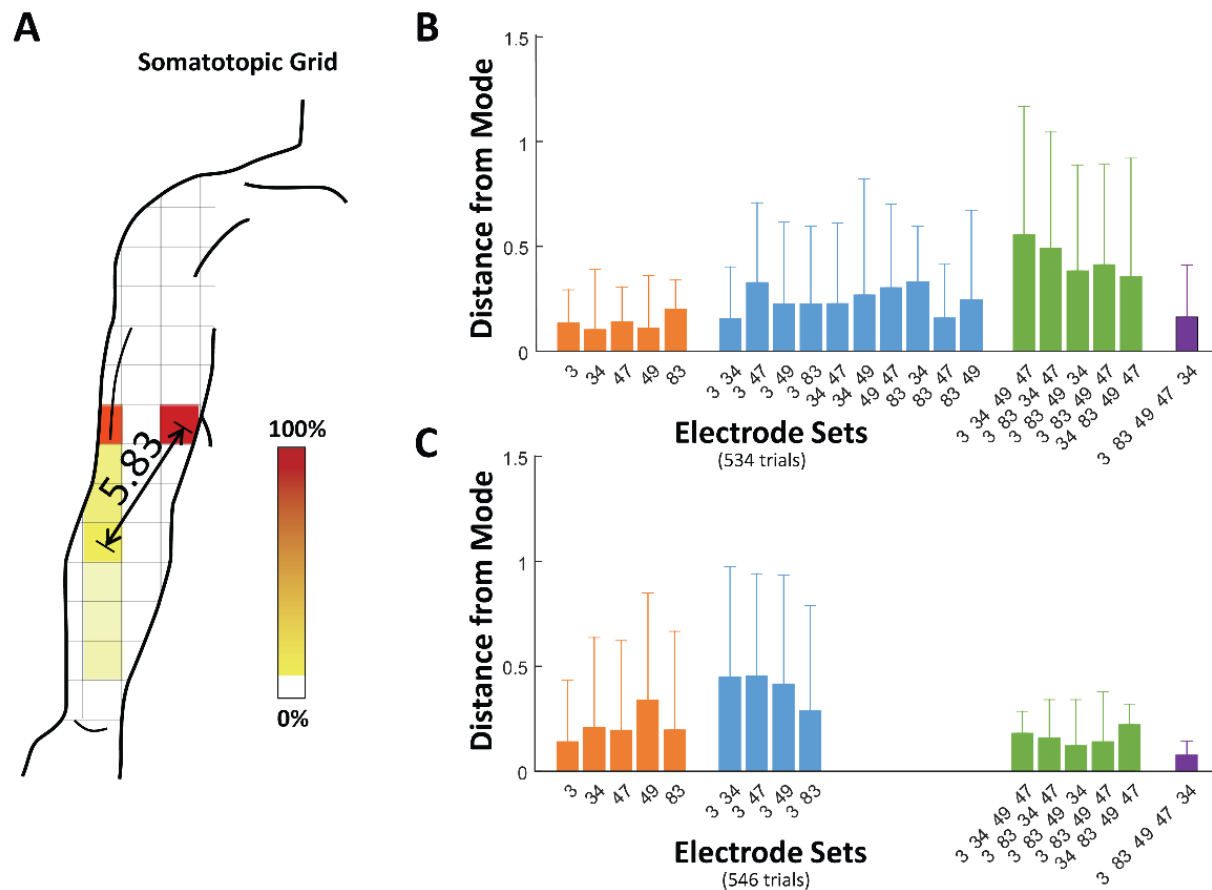 A
Somatotopic Grid
5.83
100%
0%
B
Distance from Mode
1.5
1
0.5
0
3
34
47
49
83
3 34
3 47
3 49
3 83
34 47
34 49
49 47
83 34
83 47
83 49
3 34 49 47
3 83 34 47
3 83 49 34
3 83 49 47
34 83 49 47
3 83 49 47 34
Electrode Sets
(534 trials)
C
Distance from Mode
1.5
1
0.5
0
3
34
47
49
83
3 34
3 47
3 49
3 83
3 34 49 47
3 83 34 47
3 83 49 34
3 83 49 47
34 83 49 47
3 83 49 47 34
Electrode Sets
(546 trials)